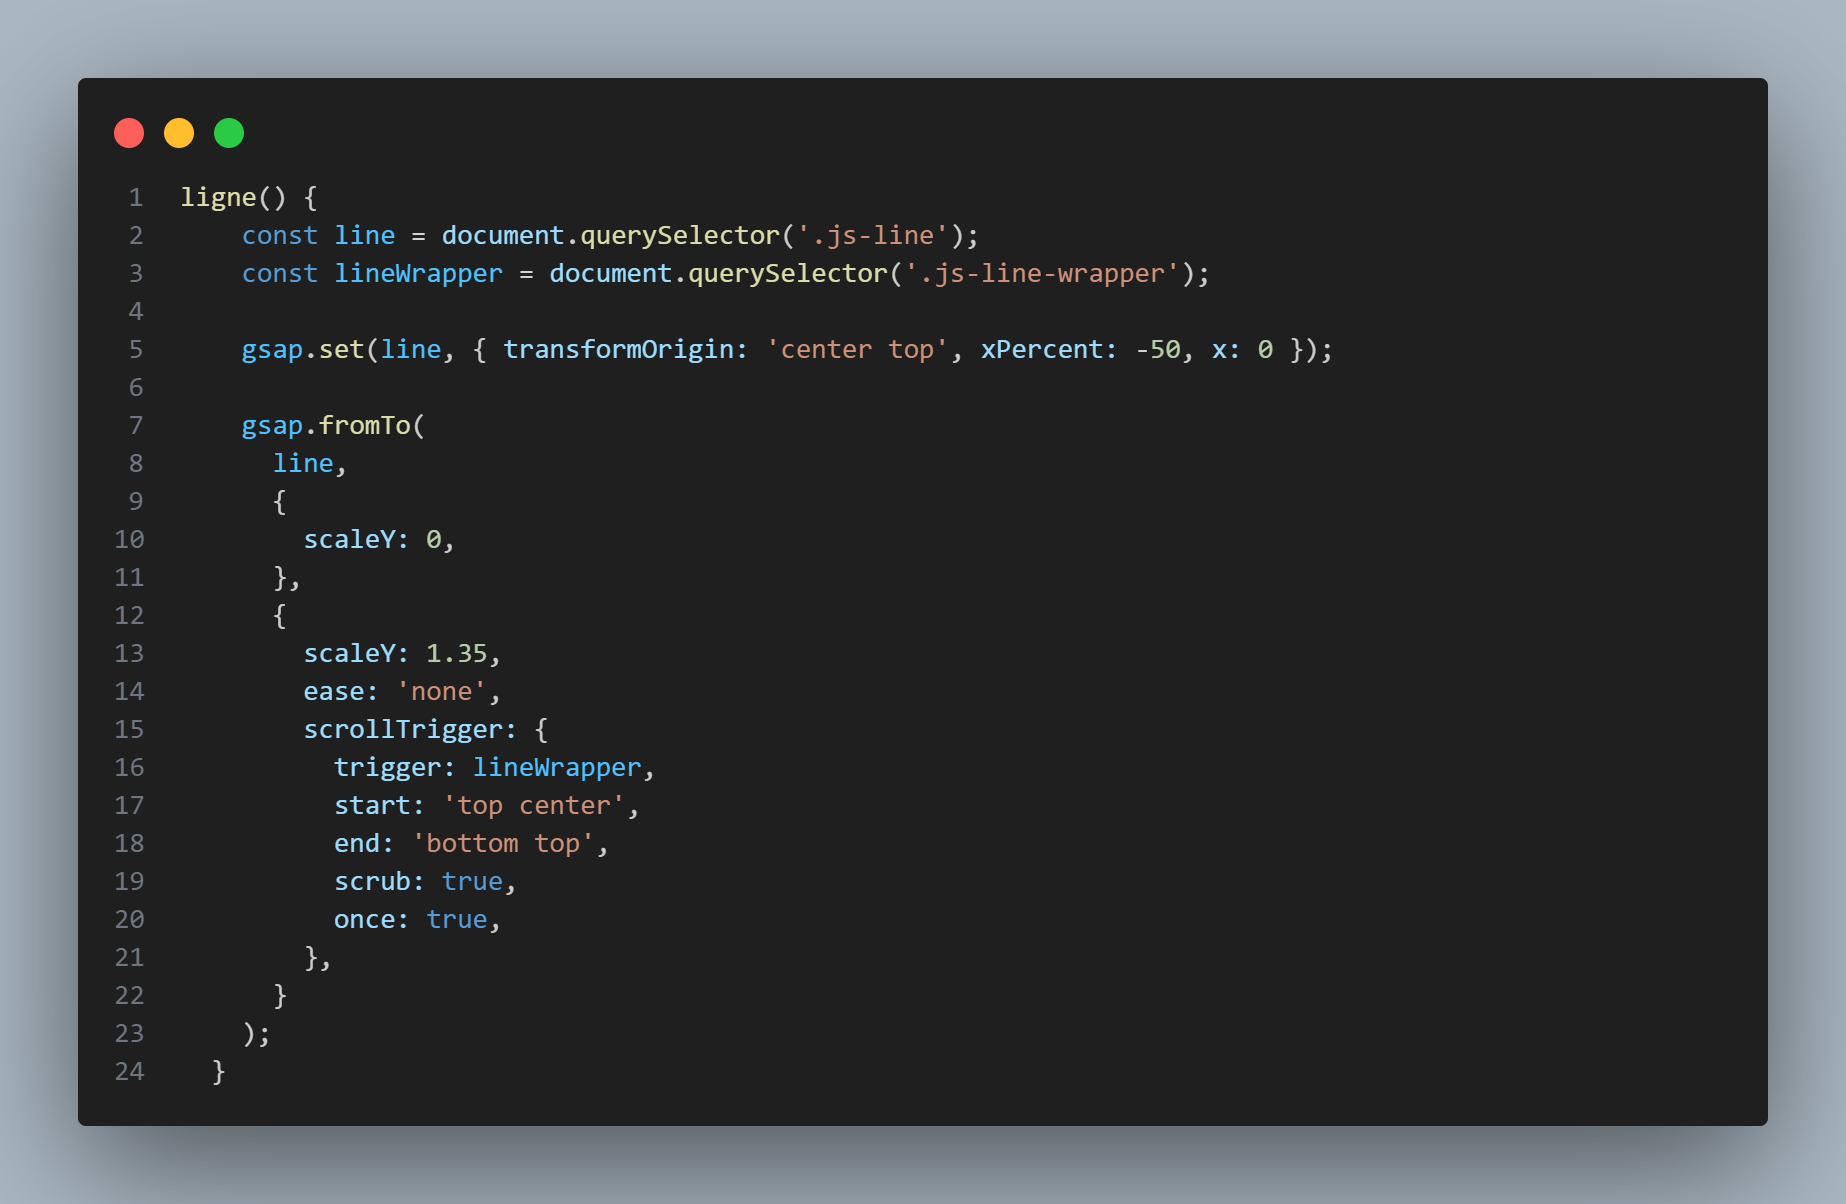 1 ligne() {
2 const line = document.querySelector('.js-line');
3 const lineWrapper = document.querySelector('.js-line-wrapper');
4
5 gsap.set(line, { transformOrigin: 'center top', xPercent: -50, x: 0 });
6
7 gsap.fromTo(
8 line,
9 {
10 scaleY: 0,
11 },
12 {
13 scaleY: 1.35,
14 ease: 'none',
15 scrollTrigger: {
16 trigger: lineWrapper,
17 start: 'top center',
18 end: 'bottom top',
19 scrub: true,
20 once: true,
21 },
22 }
23 );
24 }